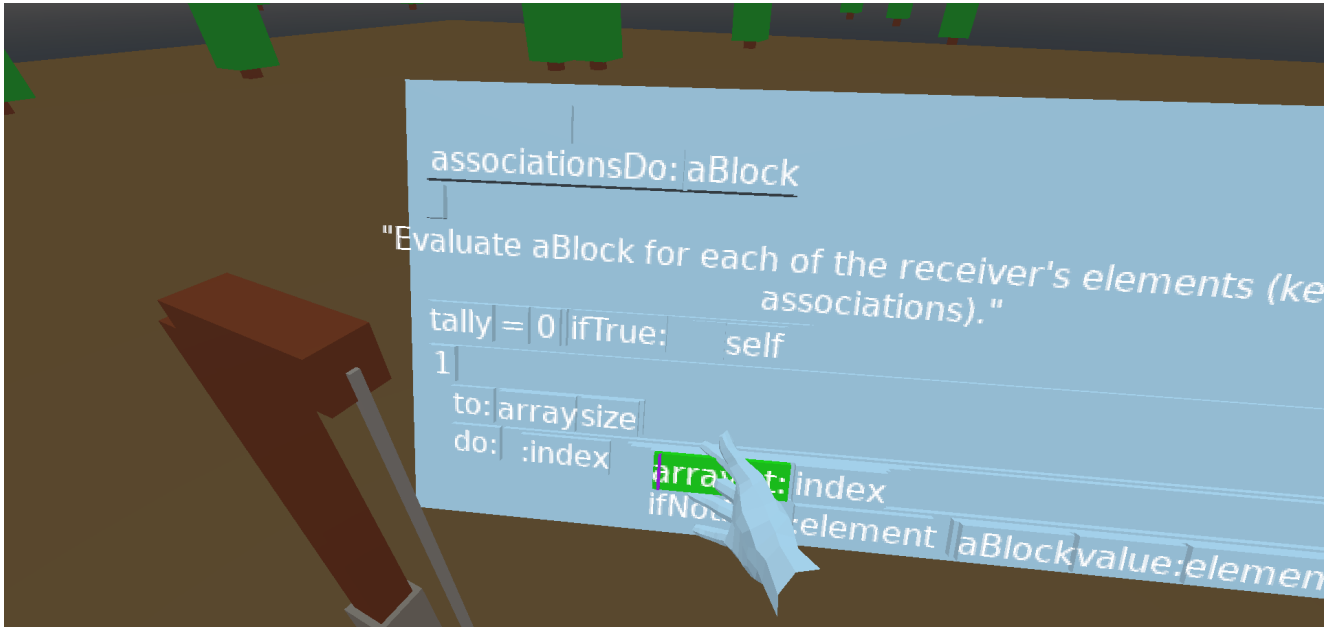 associationsDo: aBlock
"Evaluate aBlock for each of the receiver's elements (ke
associations)."
tally = 0 ifTrue: self
1
to: array size
do: :index
array index
:element aBlock value: elemen